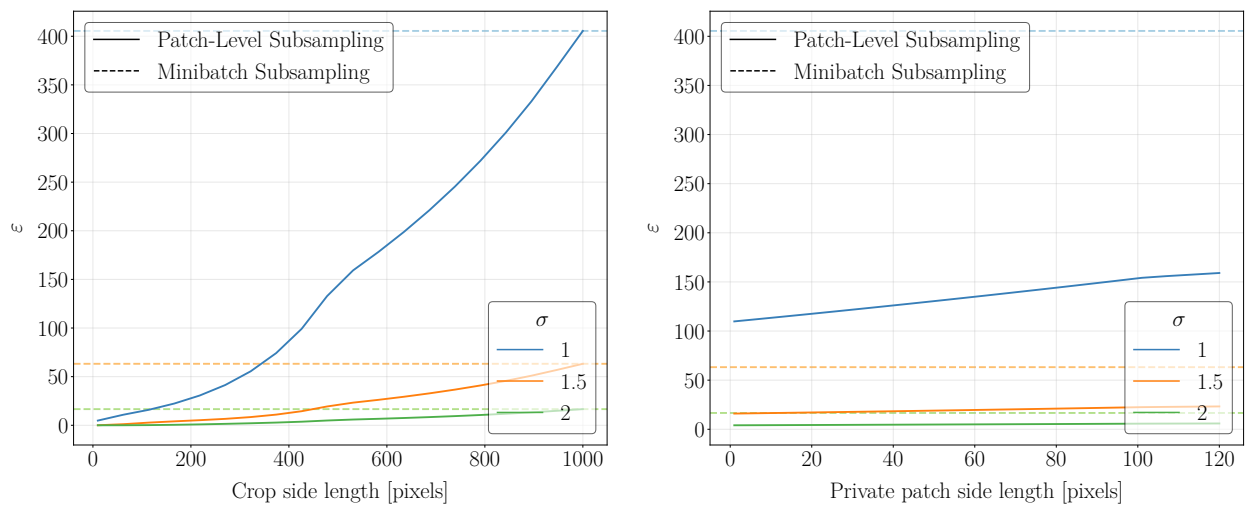 400
350
300
250
200
150
100
50
0
ε
Patch-Level Subsampling
Minibatch Subsampling
σ
1
1.5
2
0 200 400 600 800 1000
Crop side length [pixels]
400
350
300
250
200
150
100
50
0
ε
Patch-Level Subsampling
Minibatch Subsampling
σ
1
1.5
2
0 20 40 60 80 100 120
Private patch side length [pixels]